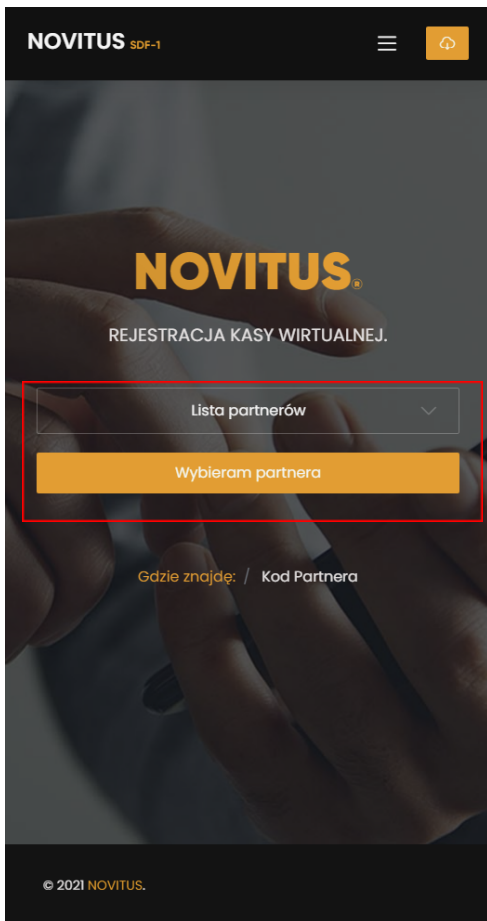 NOVITUS SDF-1
NOVITUS®
REJESTRACJA KASY WIRTUALNEJ.
Lista partnerów
Wybieram partnera
Gdzie znajdę: / Kod Partnera
© 2021 NOVITUS.